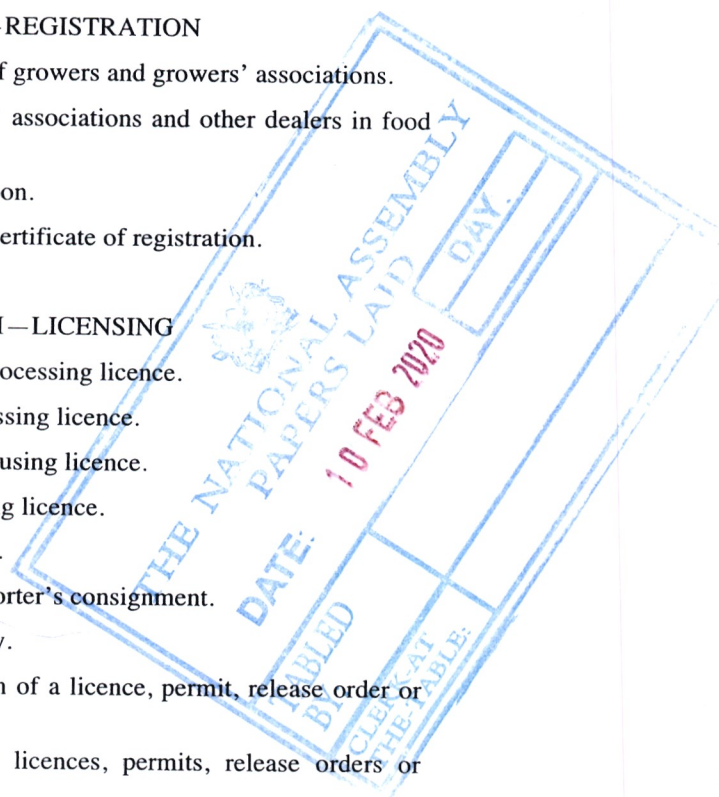 -REGISTRATION
f growers and growers' associations.
associations and other dealers in food
on.
ertificate of registration.
I—LICENSING
ocessing licence.
ssing licence.
using licence.
g licence.
.
orter's consignment.
y.
n of a licence, permit, release order or
licences, permits, release orders or
THE NATIONAL ASSEMBLY
PAPERS LAID
DATE: 10 FEB 2020
DAY.
TABLED
BY
CLERK-AT
THE-TABLE: